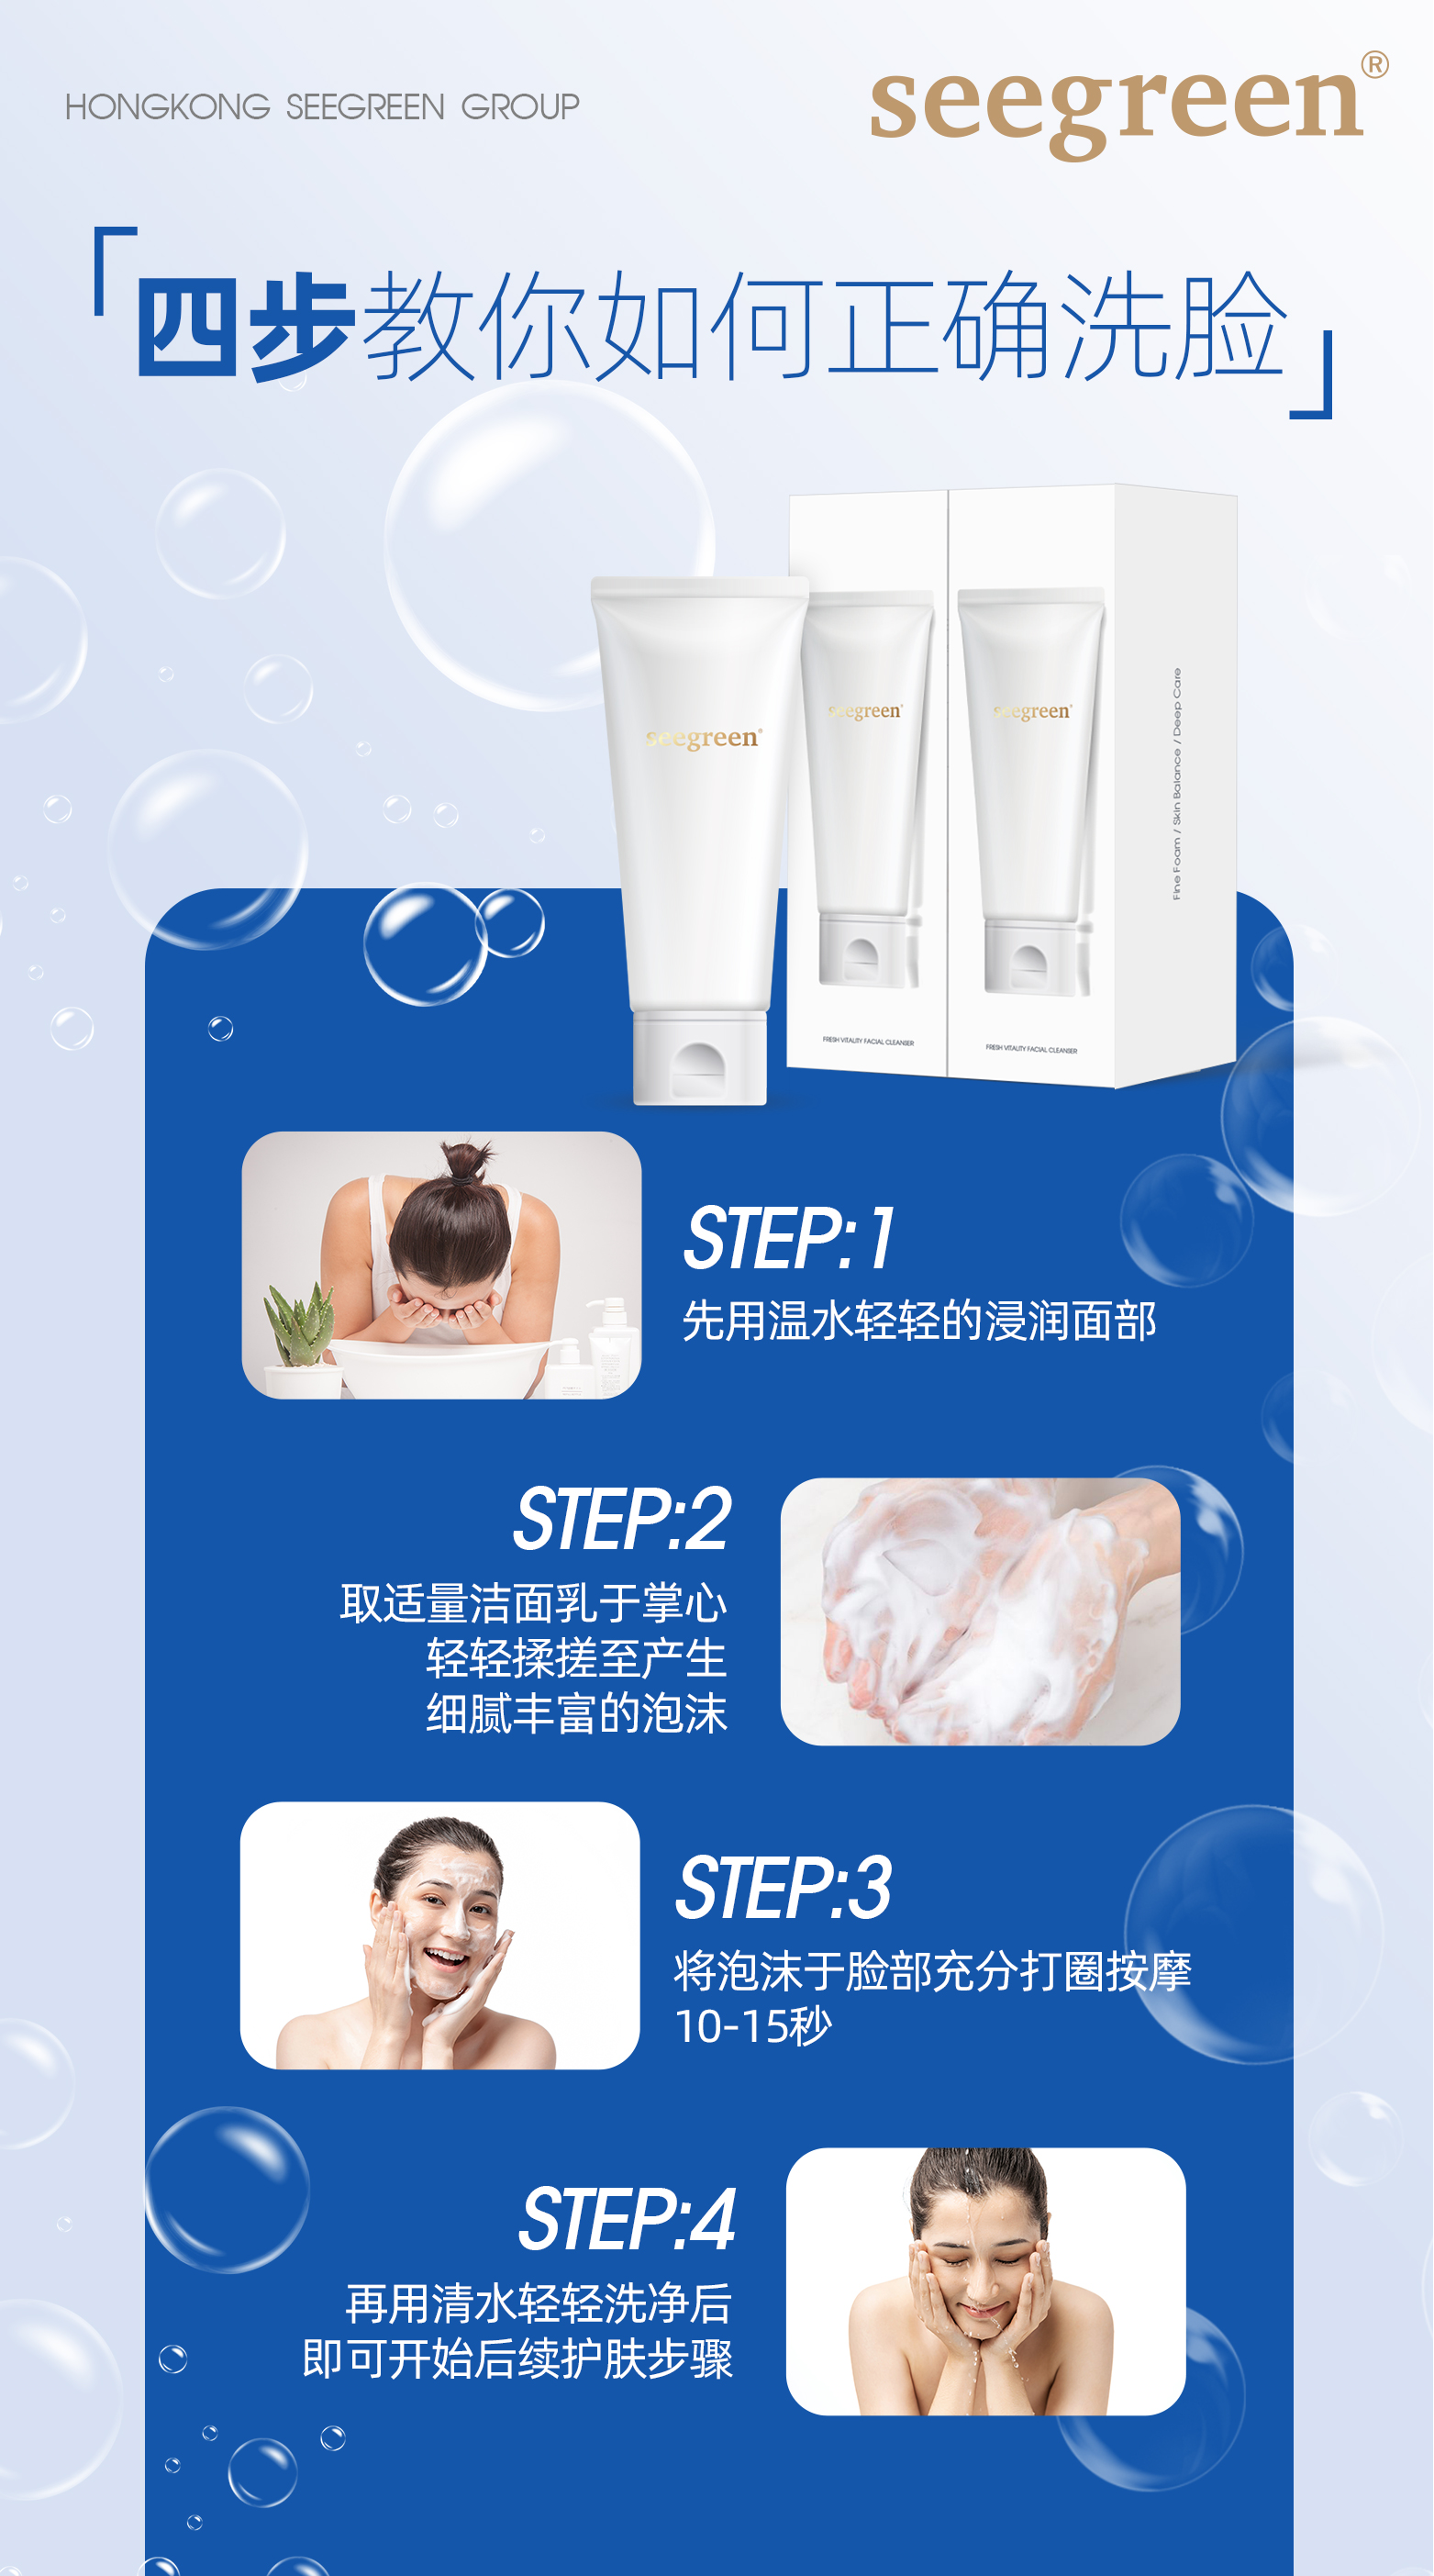 HONGKONG SEEGREEN GROUP
seegreen®
「四步教你如何正确洗脸」
seegreen®
seegreen®
seegreen®
Fine Foam / Skin Balance / Deep Care
FRESH VITALITY FACIAL CLEANSER
FRESH VITALITY FACIAL CLEANSER
STEP:1
先用温水轻轻的浸润面部
STEP:2
取适量洁面乳于掌心
轻轻揉搓至产生
细腻丰富的泡沫
STEP:3
将泡沫于脸部充分打圈按摩
10-15秒
STEP:4
再用清水轻轻洗净后
即可开始后续护肤步骤